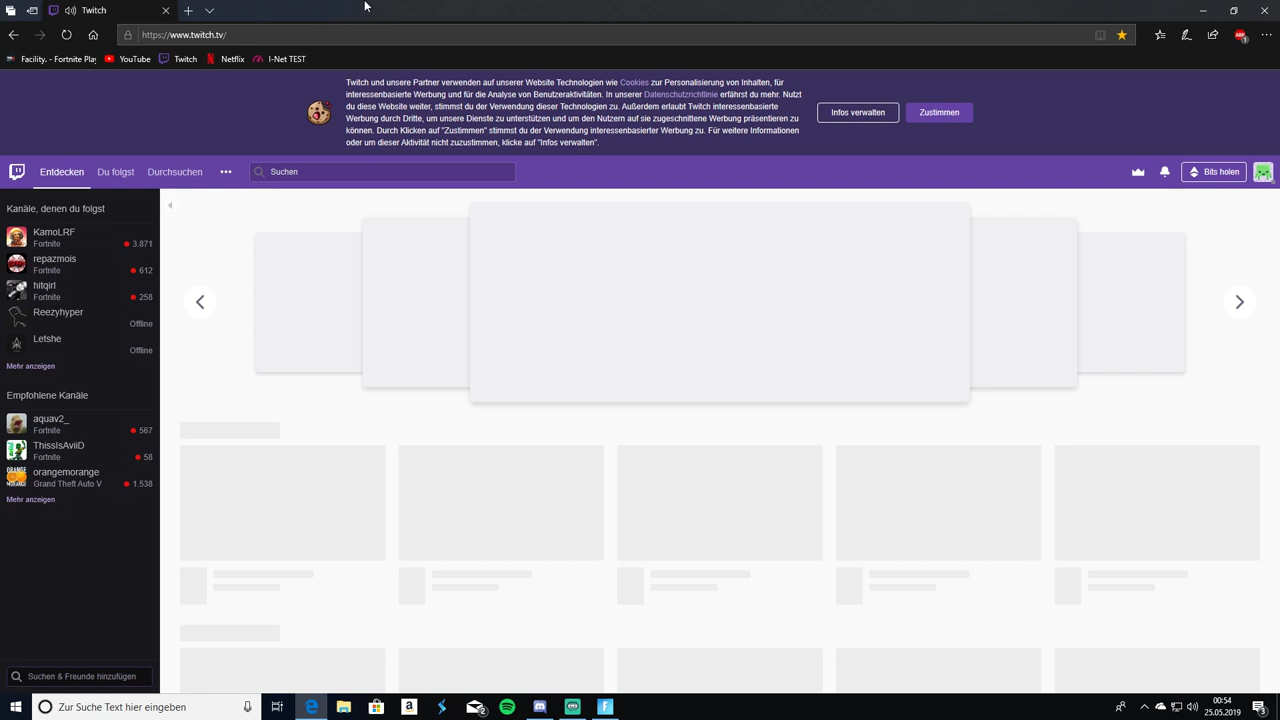 Twitch
https://www.twitch.tv/
Facility. - Fortnite Pla
YouTube
Twitch
Netflix
I-Net TEST
ABP
1
Twitch und unsere Partner verwenden auf unserer Website Technologien wie Cookies zur Personalisierung von Inhalten, für
interessenbasierte Werbung und für die Analyse von Benutzeraktivitäten. In unserer Datenschutzrichtlinie erfährst du mehr. Nutzt
du diese Website weiter, stimmst du der Verwendung dieser Technologien zu. Außerdem erlaubt Twitch interessenbasierte
Werbung durch Dritte, um diese Dienste zu unterstützen und um den Nutzern auf sie zugeschnittene Werbung präsentieren zu
können. Durch Klicken auf "Zustimmen" stimmst du der Verwendung interessenbasierter Werbung zu. Für weitere Informationen
oder um dieser Aktivität nicht zuzustimmen, klicke auf "Infos verwalten".
Infos verwalten
Zustimmen
Entdecken
Du folgst
Durchsuchen
Suchen
Bits holen
Kanäle, denen du folgst
KamoLRF
Fortnite
3.871
repazmois
Fortnite
612
hitqirl
Fortnite
258
Reezyhyper
Offline
Letshe
Offline
Mehr anzeigen
Empfohlene Kanäle
aquav2_
Fortnite
567
ThissIsAviiD
Fortnite
58
ORANGE
MORANGE
orangemorange
Grand Theft Auto V
1.538
Mehr anzeigen
Suchen & Freunde hinzufügen
Zur Suche Text hier eingeben
2
00:54
25.05.2019